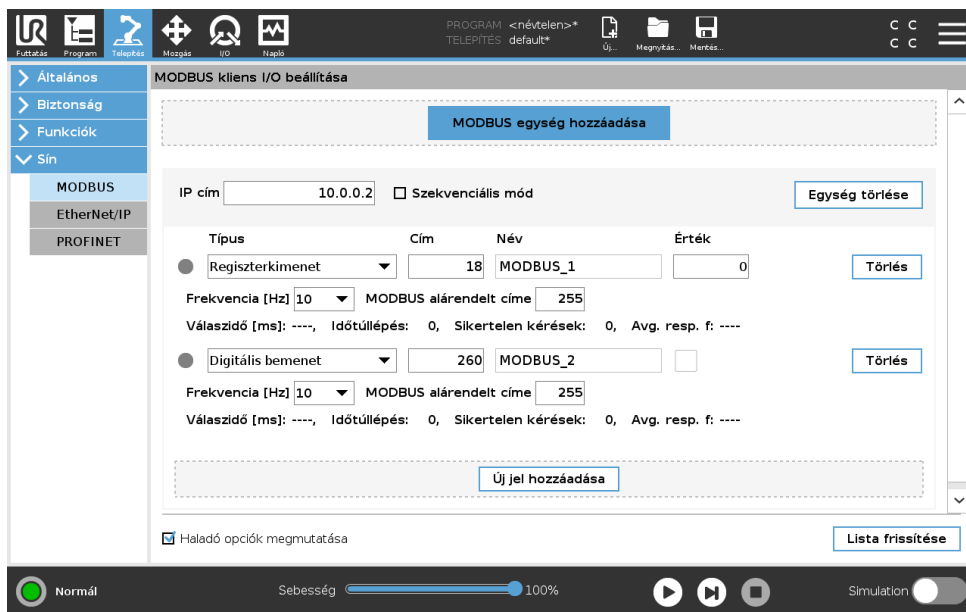 PROGRAM <névtelen>*
TELEPÍTÉS default*
C C
C C
Futtatás Program Telepítés Mozgás I/O Napló Új... Megnyitás... Mentés...
Általános
Biztonság
Funkciók
Sín
MODBUS
EtherNet/IP
PROFINET
MODBUS kliens I/O beállítása
MODBUS egység hozzáadása
IP cím 10.0.0.2 Szekvenciális mód Egység törlése
Típus Cím Név Érték
Regiszterkimenet 18 MODBUS_1 0 Törlés
Frekvencia [Hz] 10 MODBUS alárendelt címe 255
Válaszidő [ms]: ----, Időtúllépés: 0, Sikertelen kérések: 0, Avg. resp. f: ----
Digitális bemenet 260 MODBUS_2 Törlés
Frekvencia [Hz] 10 MODBUS alárendelt címe 255
Válaszidő [ms]: ----, Időtúllépés: 0, Sikertelen kérések: 0, Avg. resp. f: ----
Új jel hozzáadása
Haladó opciók megmutatása Lista frissítése
Normál Sebesség 100% Simulation